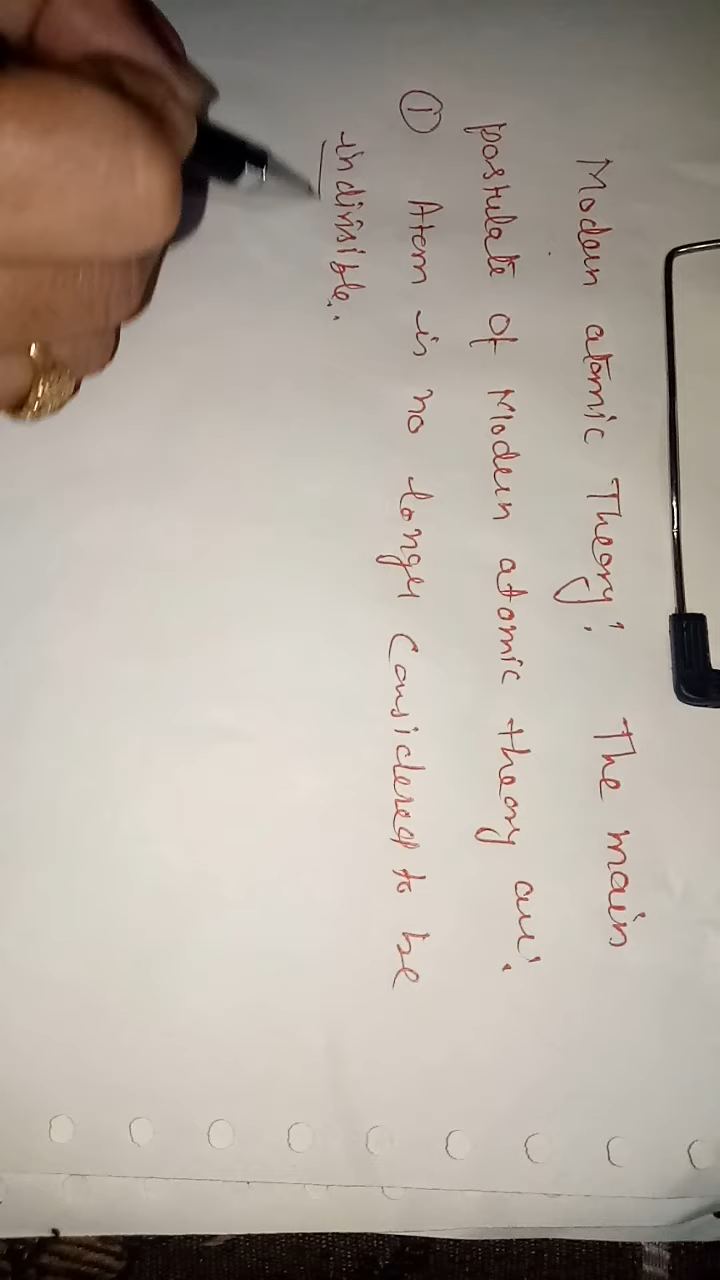 Modern atomic Theory: The main
postulate of Modern atomic theory are:
① Atom is no longer Considered to be
indivisible..